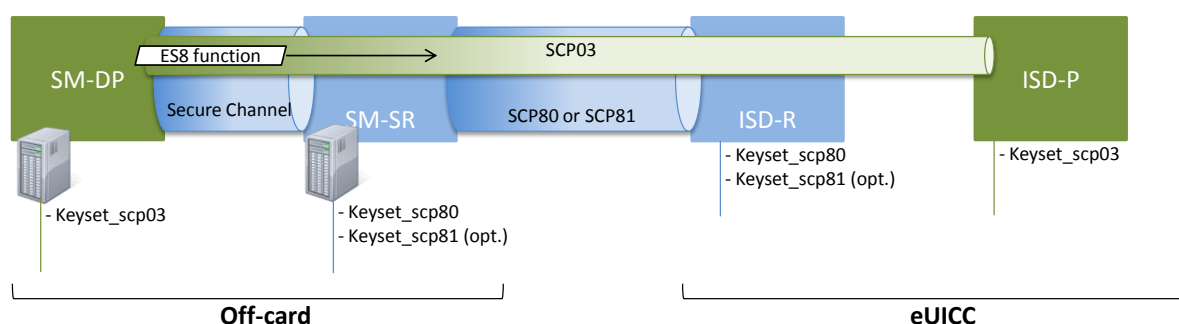 ES8 function
SCP03
SM-DP
ISD-P
Secure Channel
SM-SR
SCP80 or SCP81
ISD-R
- Keyset_scp03
- Keyset_scp80
- Keyset_scp81 (opt.)
- Keyset_scp80
- Keyset_scp81 (opt.)
- Keyset_scp03
Off-card
eUICC